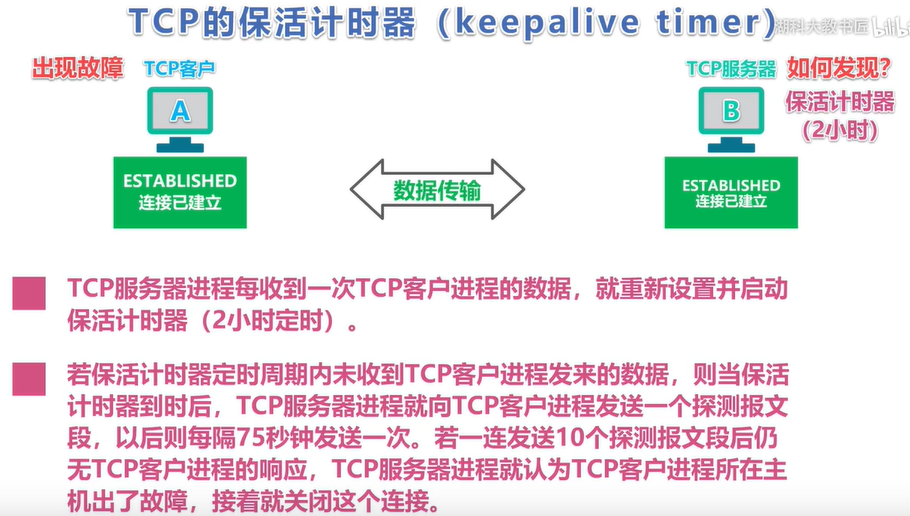 TCP的保活计时器（keepalive timer）
湖科大教书匠
出现故障
TCP客户
TCP服务器
如何发现?
A
B
保活计时器
（2小时）
ESTABLISHED
连接已建立
数据传输
ESTABLISHED
连接已建立
TCP服务器进程每收到一次TCP客户进程的数据，就重新设置并启动
保活计时器（2小时定时）。
若保活计时器定时周期内未收到TCP客户进程发来的数据，则当保活
计时器到时后，TCP服务器进程就向TCP客户进程发送一个探测报文
段，以后则每隔75秒钟发送一次。若一连发送10个探测报文段后仍
无TCP客户进程的响应，TCP服务器进程就认为TCP客户进程所在主
机出了故障，接着就关闭这个连接。